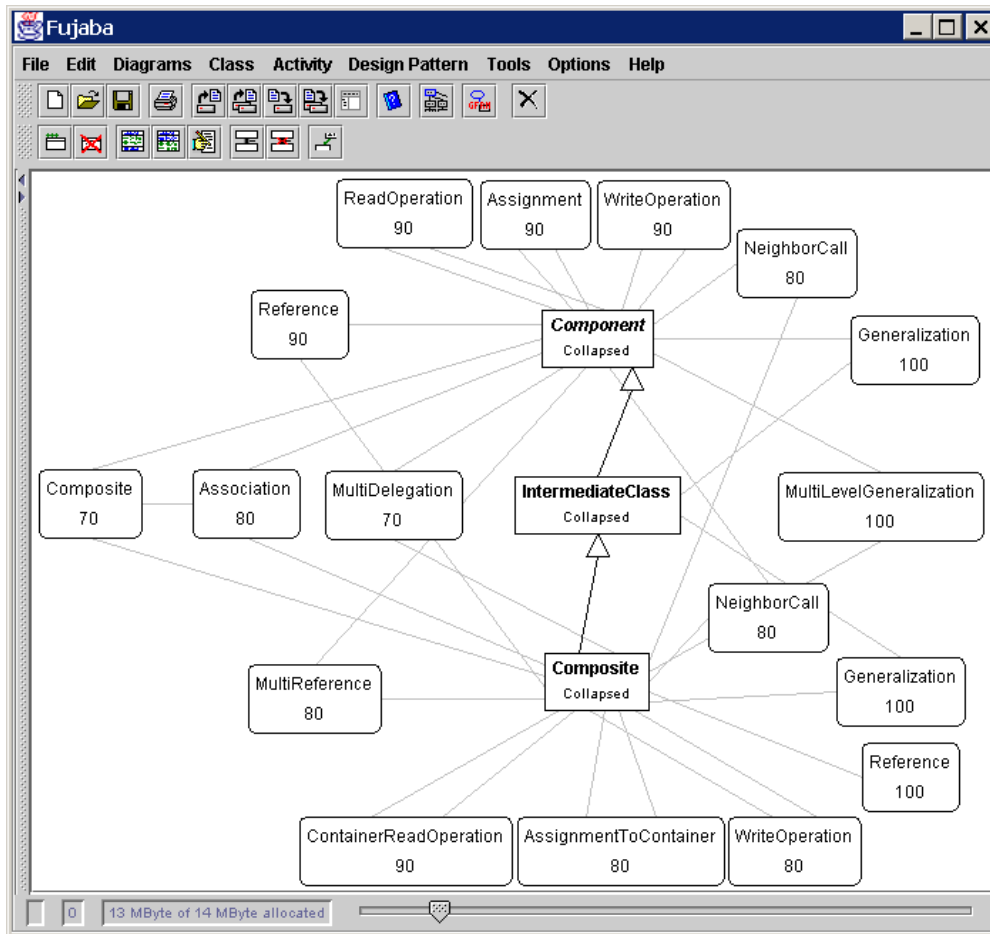 Fujaba
File Edit Diagrams Class Activity Design Pattern Tools Options Help
GFRN
ReadOperation
90
Assignment
90
WriteOperation
90
NeighborCall
80
Reference
90
Component
Collapsed
Generalization
100
Composite
70
Association
80
MultiDelegation
70
IntermediateClass
Collapsed
MultiLevelGeneralization
100
NeighborCall
80
MultiReference
80
Composite
Collapsed
Generalization
100
Reference
100
ContainerReadOperation
90
AssignmentToContainer
80
WriteOperation
80
0
13 MByte of 14 MByte allocated